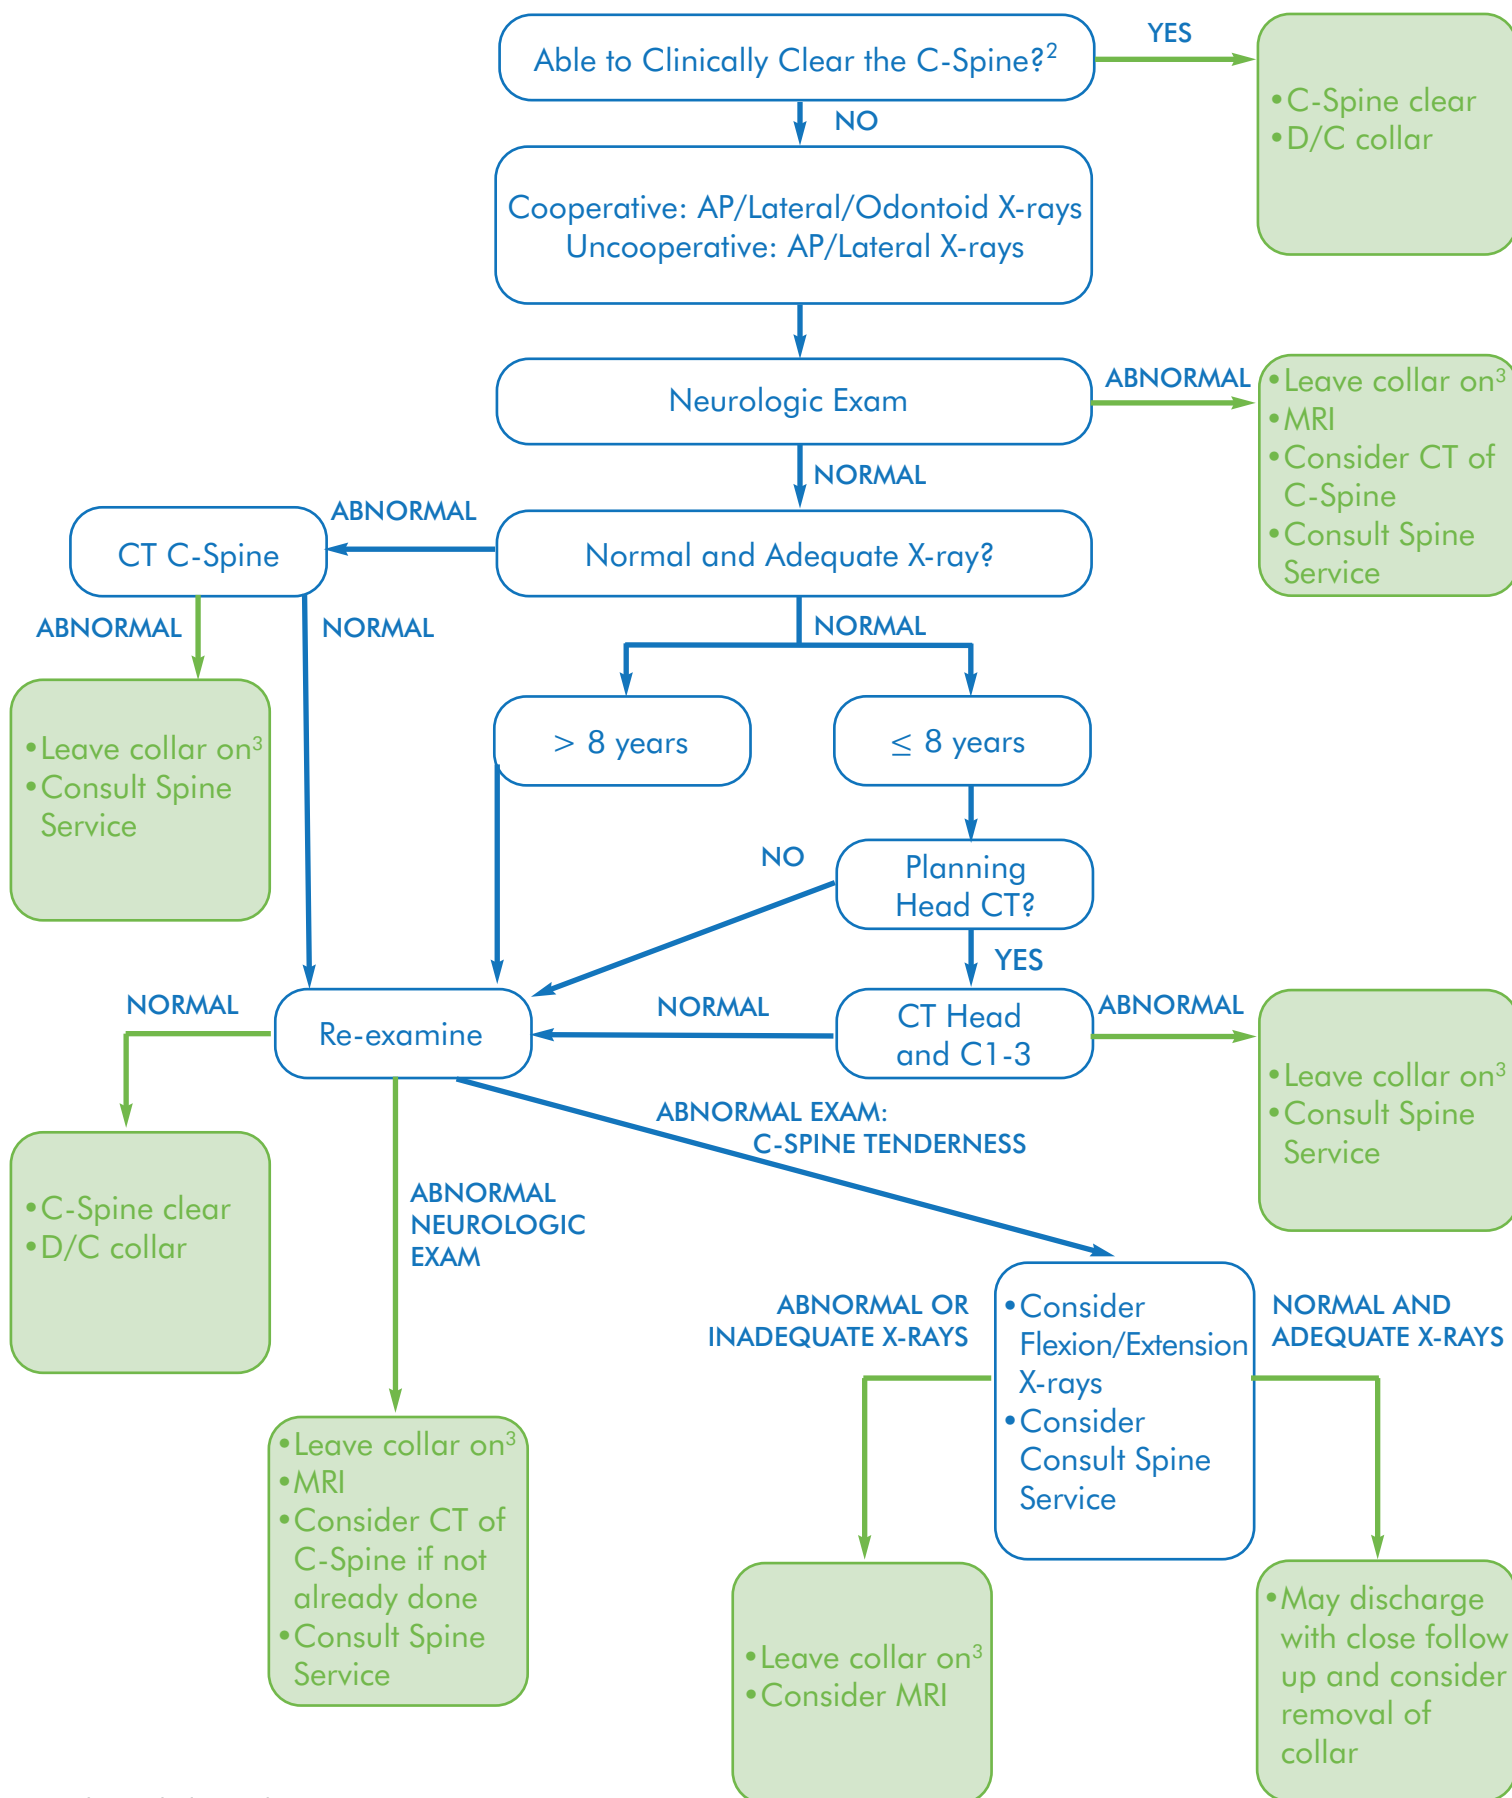 Able to Clinically Clear the C-Spine?2
YES
•C-Spine clear
•D/C collar
NO
Cooperative: AP/Lateral/Odontoid X-rays
Uncooperative: AP/Lateral X-rays
Neurologic Exam
ABNORMAL
•Leave collar on3
•MRI
•Consider CT of
C-Spine
•Consult Spine
Service
NORMAL
Normal and Adequate X-ray?
ABNORMAL
CT C-Spine
ABNORMAL
NORMAL
•Leave collar on3
•Consult Spine
Service
NORMAL
> 8 years
≤ 8 years
Planning
Head CT?
NO
YES
CT Head
and C1-3
ABNORMAL
•Leave collar on3
•Consult Spine
Service
NORMAL
Re-examine
NORMAL
•C-Spine clear
•D/C collar
ABNORMAL
NEUROLOGIC
EXAM
•Leave collar on3
•MRI
•Consider CT of
C-Spine if not
already done
•Consult Spine
Service
ABNORMAL EXAM:
C-SPINE TENDERNESS
•Consider
Flexion/Extension
X-rays
•Consider
Consult Spine
Service
ABNORMAL OR
INADEQUATE X-RAYS
•Leave collar on3
•Consider MRI
NORMAL AND
ADEQUATE X-RAYS
•May discharge
with close follow
up and consider
removal of
collar